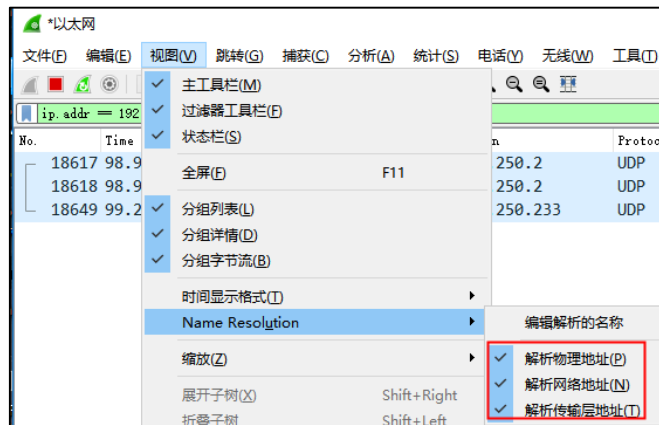 *以太网
文件(F) 编辑(E) 视图(V) 跳转(G) 捕获(C) 分析(A) 统计(S) 电话(Y) 无线(W) 工具(T)
主工具栏(M)
ip.addr == 192
过滤器工具栏(F)
No. Time 状态栏(S) n Protoc
18617 98.9 250.2 UDP
18618 98.9 全屏(F) F11 250.2 UDP
18649 99.2 分组列表(L) 250.233 UDP
分组详情(D)
分组字节流(B)
时间显示格式(T)
Name Resolution 编辑解析的名称
缩放(Z) 解析物理地址(P)
展开子树(X) Shift+Right 解析网络地址(N)
折叠子树 Shift+Left 解析传输层地址(T)